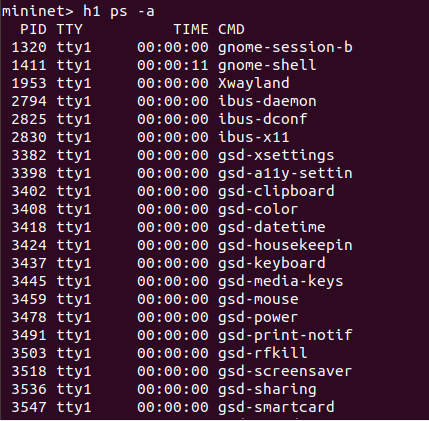 mininet> h1 ps -a
  PID TTY          TIME CMD
 1320 tty1     00:00:00 gnome-session-b
 1411 tty1     00:00:11 gnome-shell
 1953 tty1     00:00:00 Xwayland
 2794 tty1     00:00:00 ibus-daemon
 2825 tty1     00:00:00 ibus-dconf
 2830 tty1     00:00:00 ibus-x11
 3382 tty1     00:00:00 gsd-xsettings
 3398 tty1     00:00:00 gsd-a11y-settin
 3402 tty1     00:00:00 gsd-clipboard
 3408 tty1     00:00:00 gsd-color
 3418 tty1     00:00:00 gsd-datetime
 3424 tty1     00:00:00 gsd-housekeepin
 3437 tty1     00:00:00 gsd-keyboard
 3445 tty1     00:00:00 gsd-media-keys
 3459 tty1     00:00:00 gsd-mouse
 3478 tty1     00:00:00 gsd-power
 3491 tty1     00:00:00 gsd-print-notif
 3503 tty1     00:00:00 gsd-rfkill
 3518 tty1     00:00:00 gsd-screensaver
 3536 tty1     00:00:00 gsd-sharing
 3547 tty1     00:00:00 gsd-smartcard